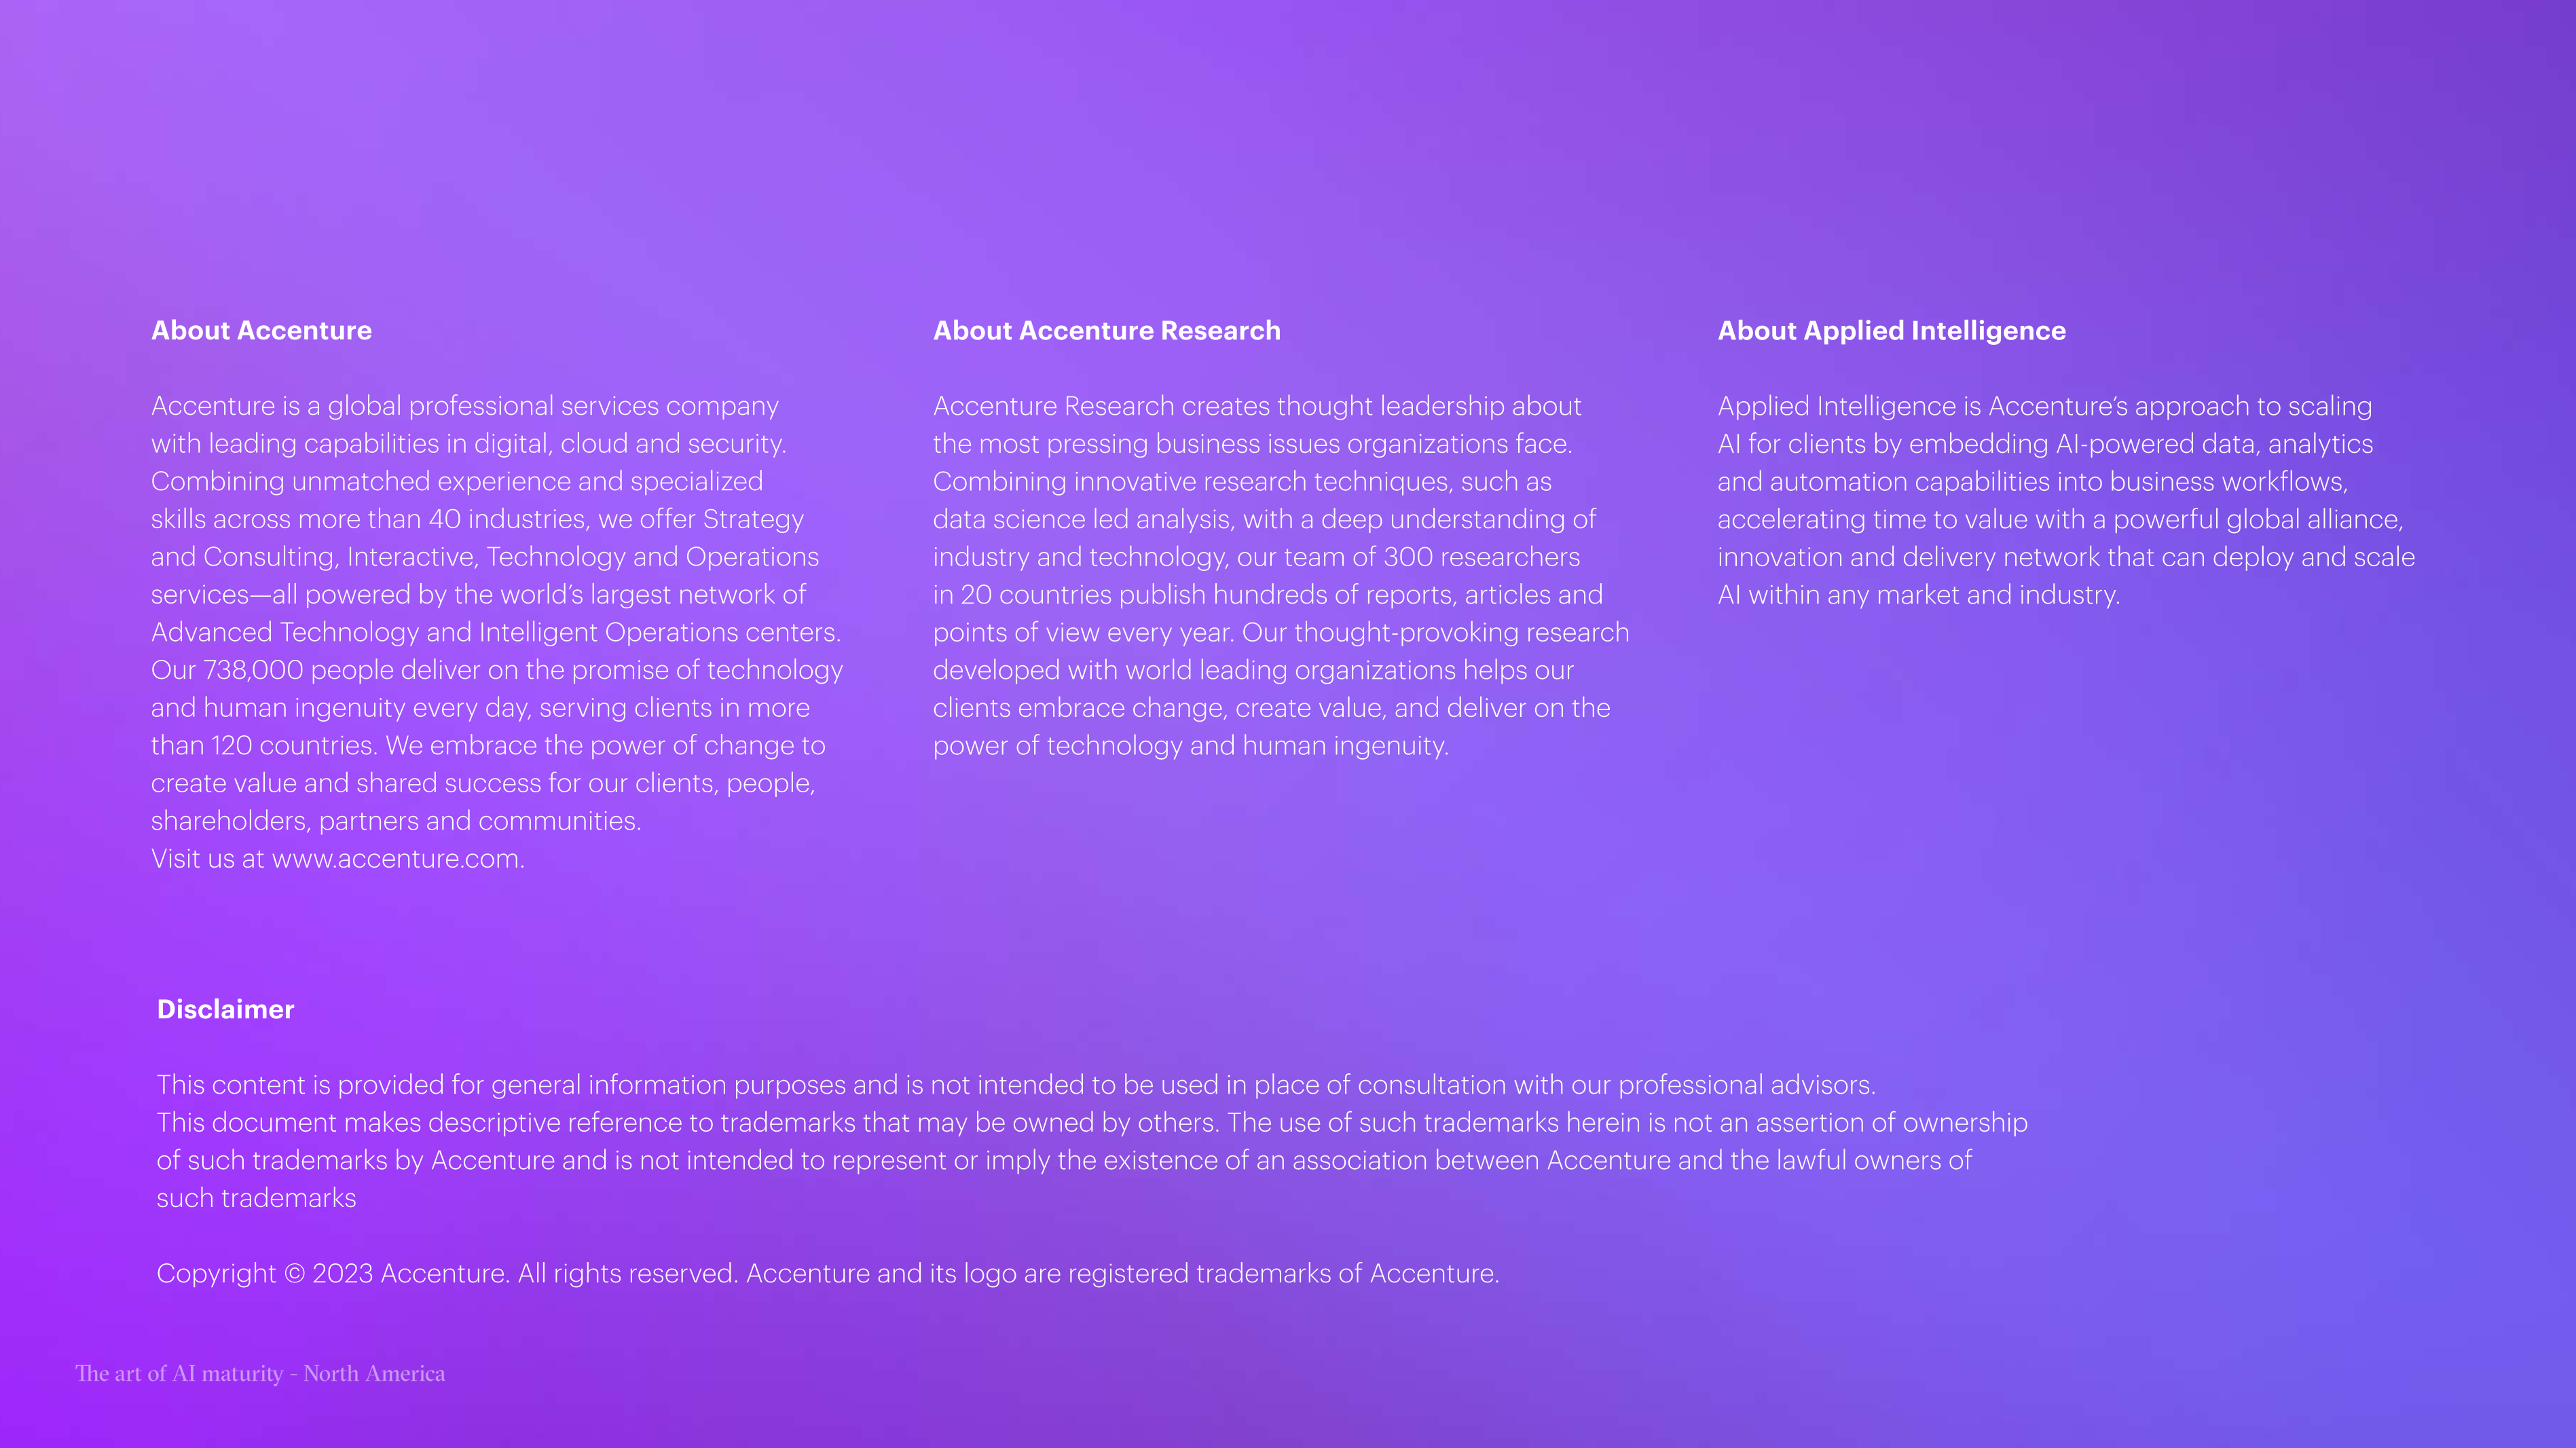 About Accenture
Accenture is a global professional services company
with leading capabilities in digital, cloud and security.
Combining unmatched experience and specialized
skills across more than 40 industries, we offer Strategy
and Consulting, Interactive, Technology and Operations
services—all powered by the world’s largest network of
Advanced Technology and Intelligent Operations centers.
Our 738,000 people deliver on the promise of technology
and human ingenuity every day, serving clients in more
than 120 countries. We embrace the power of change to
create value and shared success for our clients, people,
shareholders, partners and communities.
Visit us at www.accenture.com.
About Accenture Research
Accenture Research creates thought leadership about
the most pressing business issues organizations face.
Combining innovative research techniques, such as
data science led analysis, with a deep understanding of
industry and technology, our team of 300 researchers
in 20 countries publish hundreds of reports, articles and
points of view every year. Our thought-provoking research
developed with world leading organizations helps our
clients embrace change, create value, and deliver on the
power of technology and human ingenuity.
About Applied Intelligence
Applied Intelligence is Accenture’s approach to scaling
AI for clients by embedding AI-powered data, analytics
and automation capabilities into business workflows,
accelerating time to value with a powerful global alliance,
innovation and delivery network that can deploy and scale
AI within any market and industry.
Disclaimer
This content is provided for general information purposes and is not intended to be used in place of consultation with our professional advisors.
This document makes descriptive reference to trademarks that may be owned by others. The use of such trademarks herein is not an assertion of ownership
of such trademarks by Accenture and is not intended to represent or imply the existence of an association between Accenture and the lawful owners of
such trademarks
Copyright © 2023 Accenture. All rights reserved. Accenture and its logo are registered trademarks of Accenture.
The art of AI maturity - North America